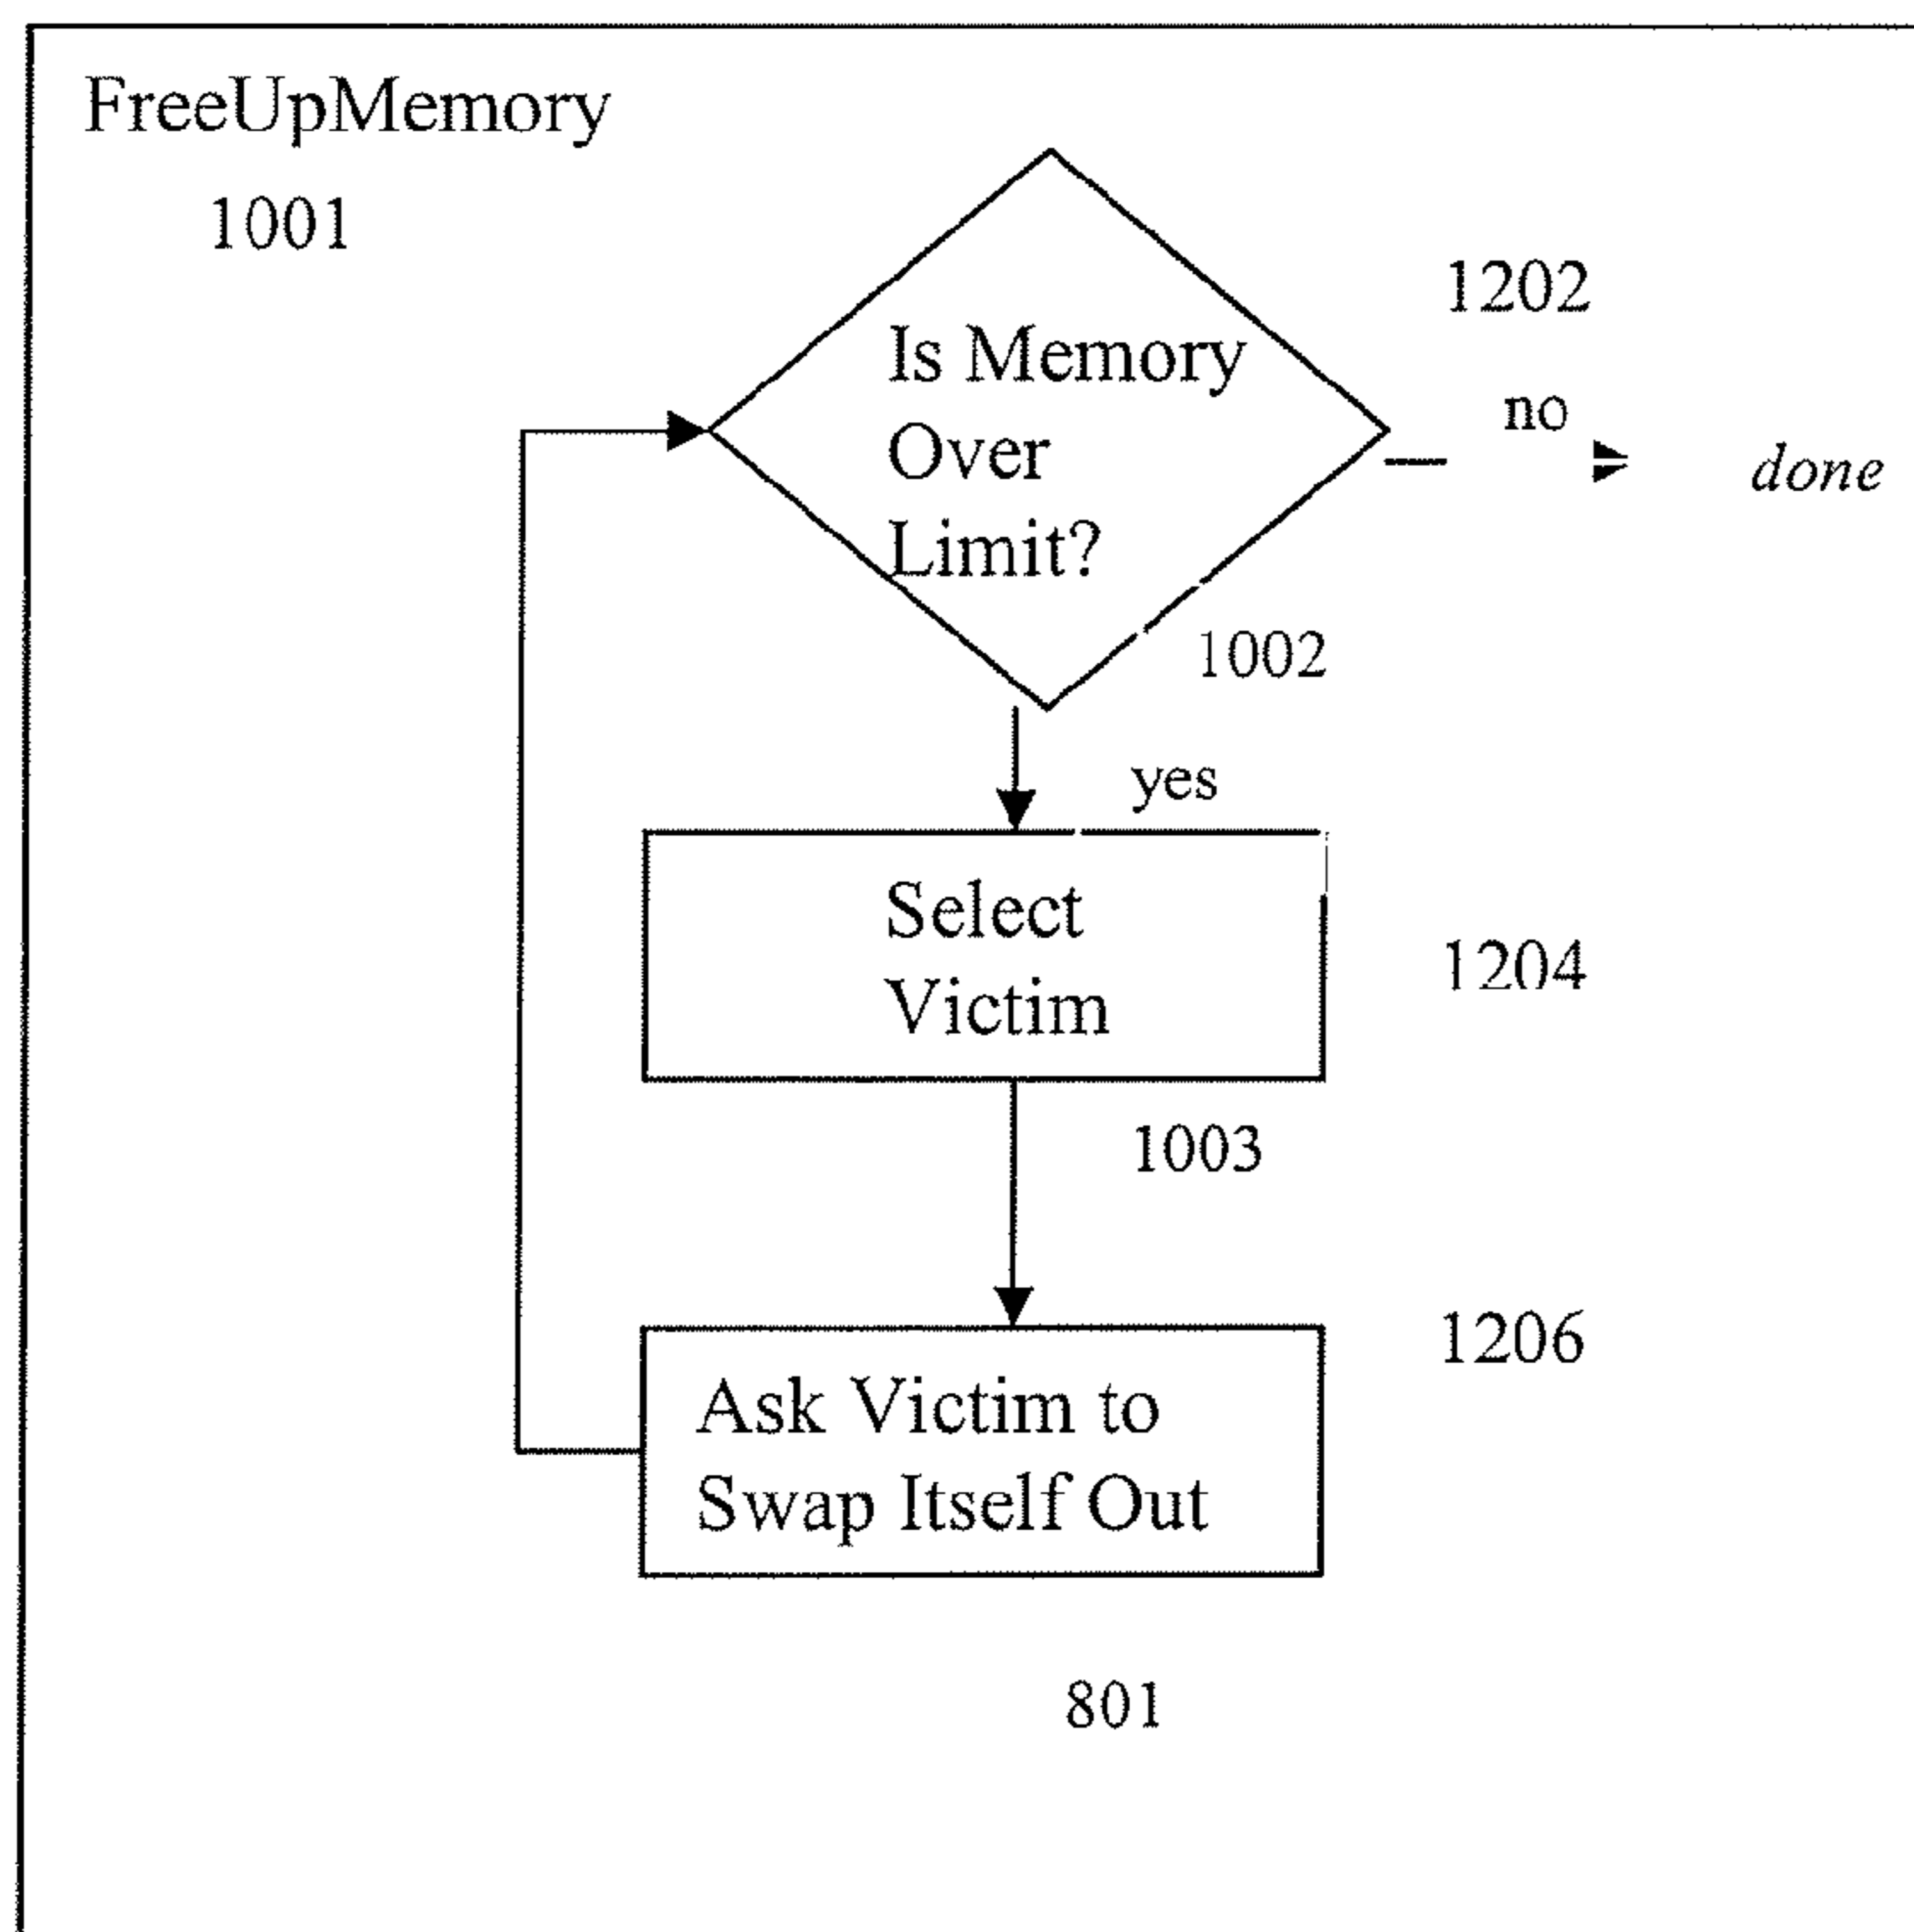 FreeUpMemory
1001
1202
Is Memory
Over
Limit?
no
done
1002
yes
Select
Victim
1204
1003
1206
Ask Victim to
Swap Itself Out
801